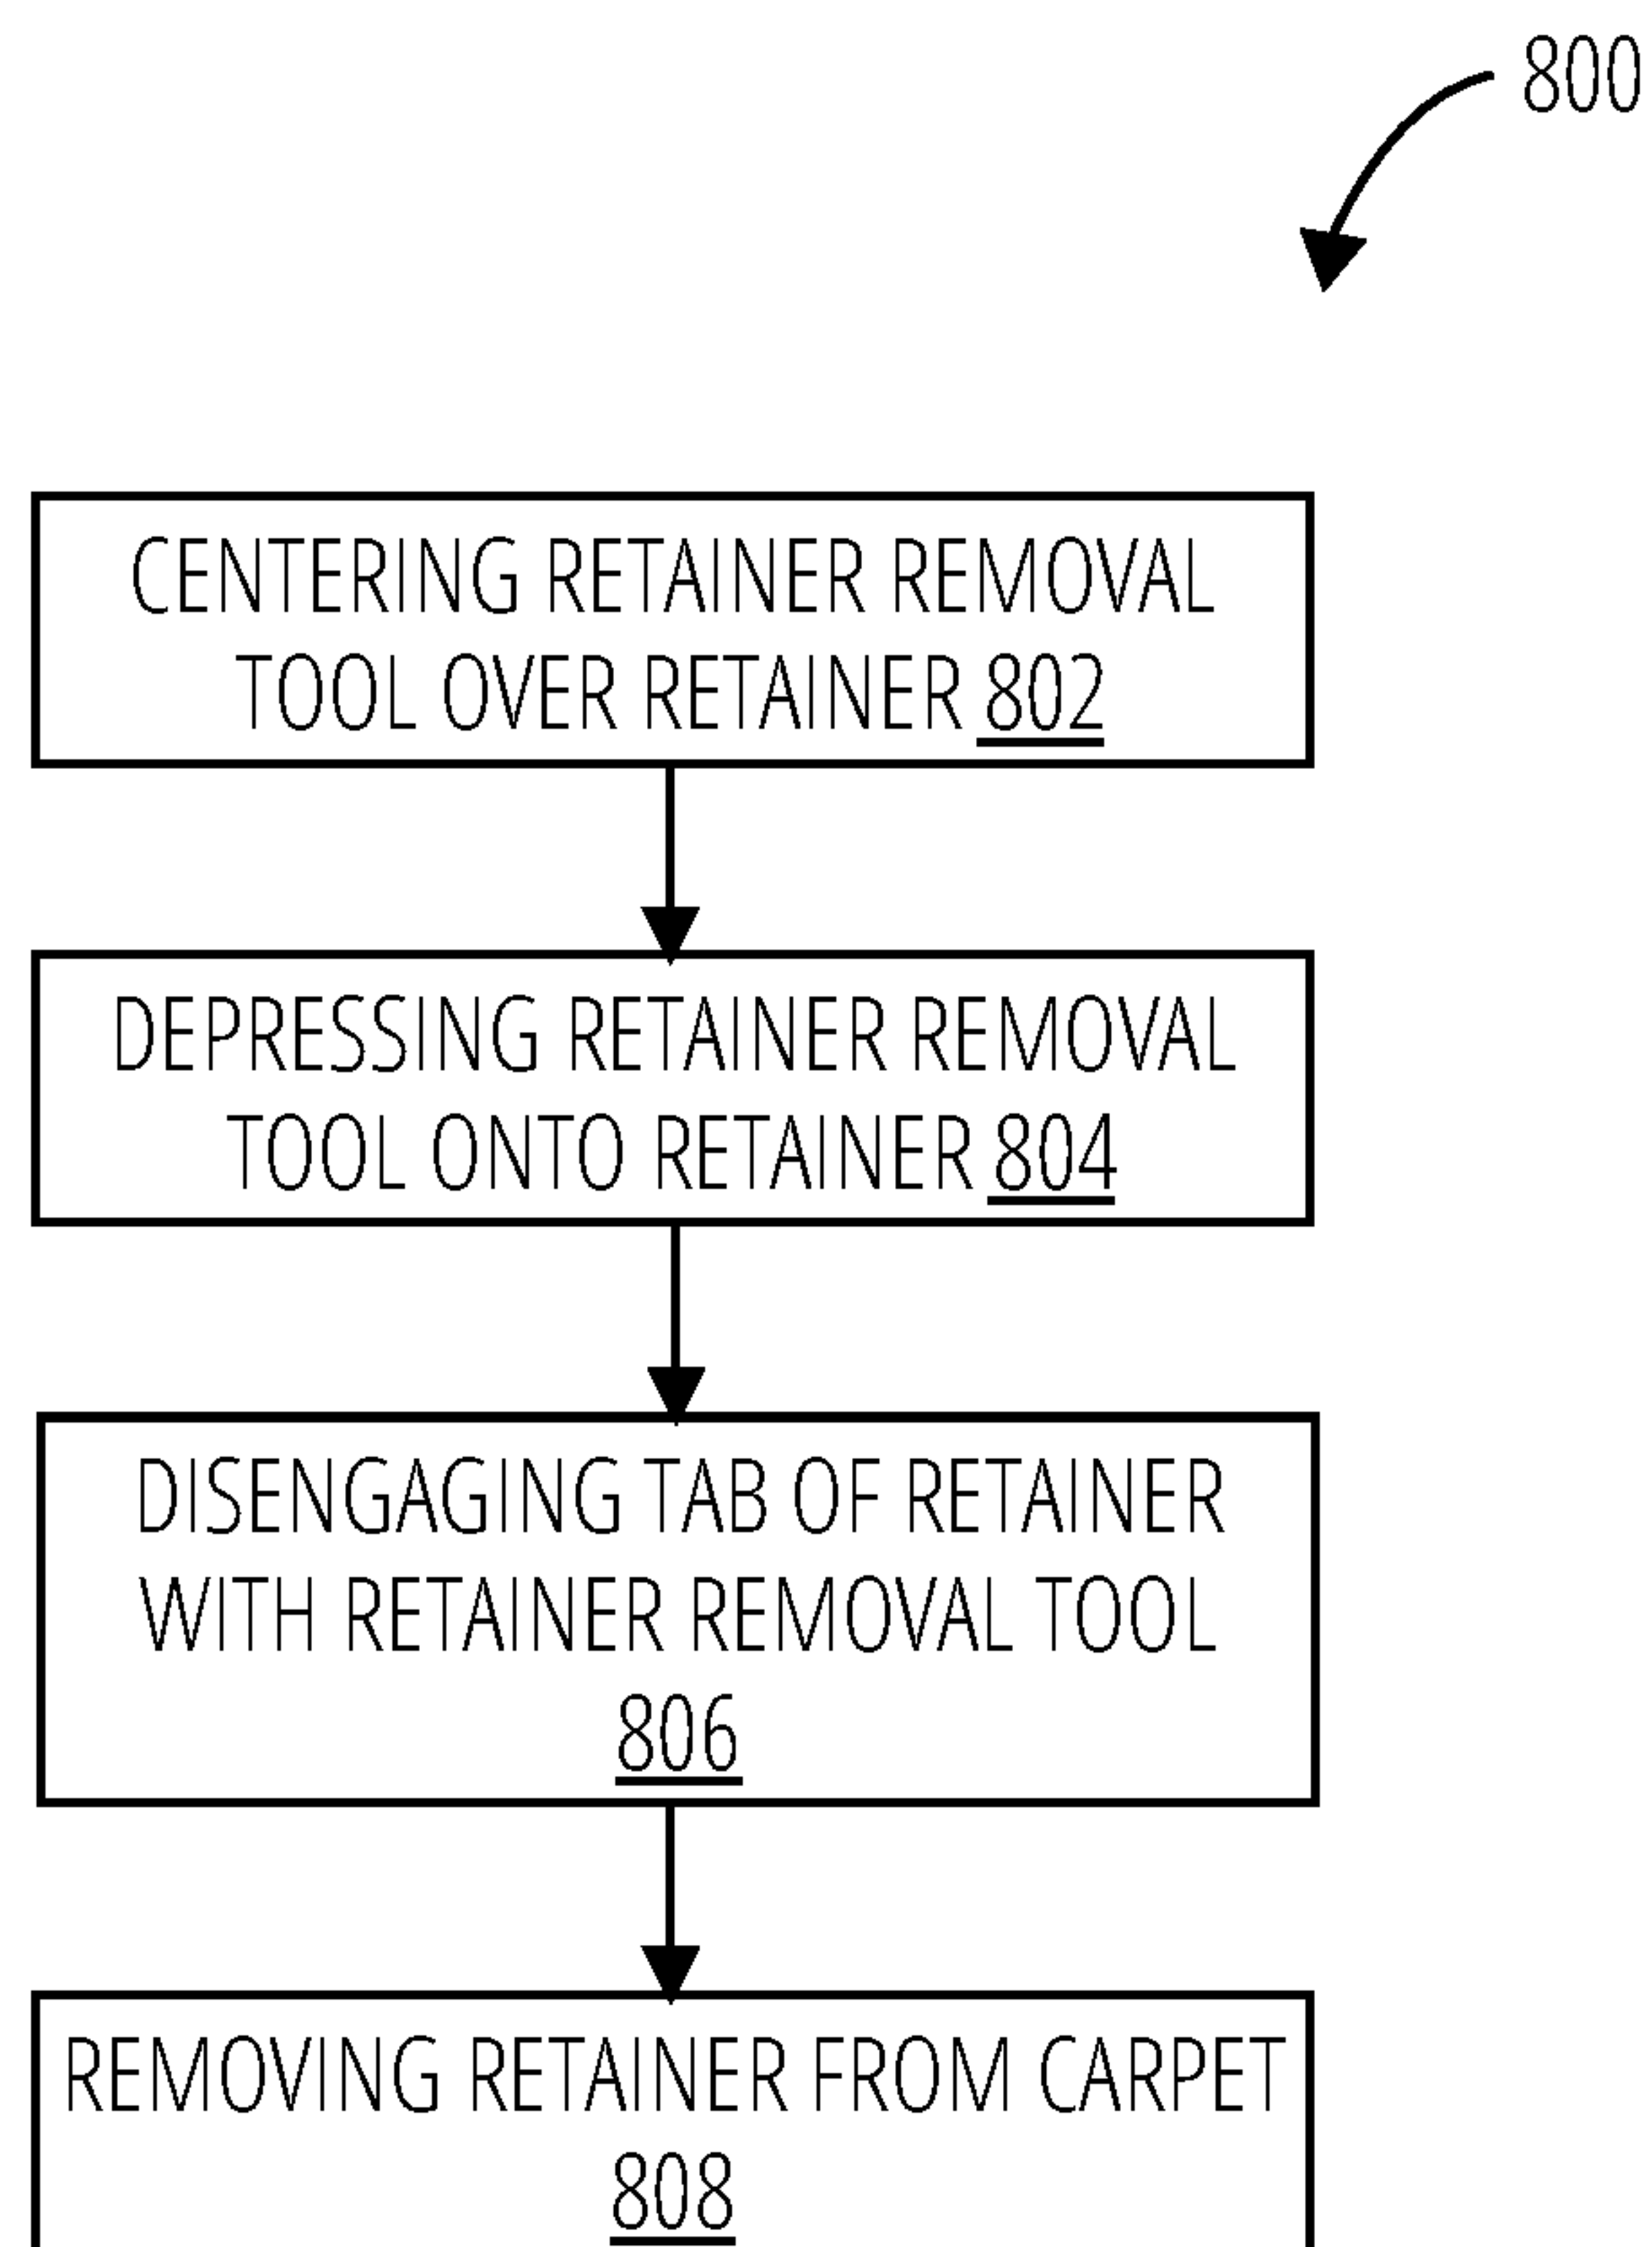 800
CENTERING RETAINER REMOVAL
TOOL OVER RETAINER 802
DEPRESSING RETAINER REMOVAL
TOOL ONTO RETAINER 804
DISENGAGING TAB OF RETAINER
WITH RETAINER REMOVAL TOOL
806
REMOVING RETAINER FROM CARPET
808